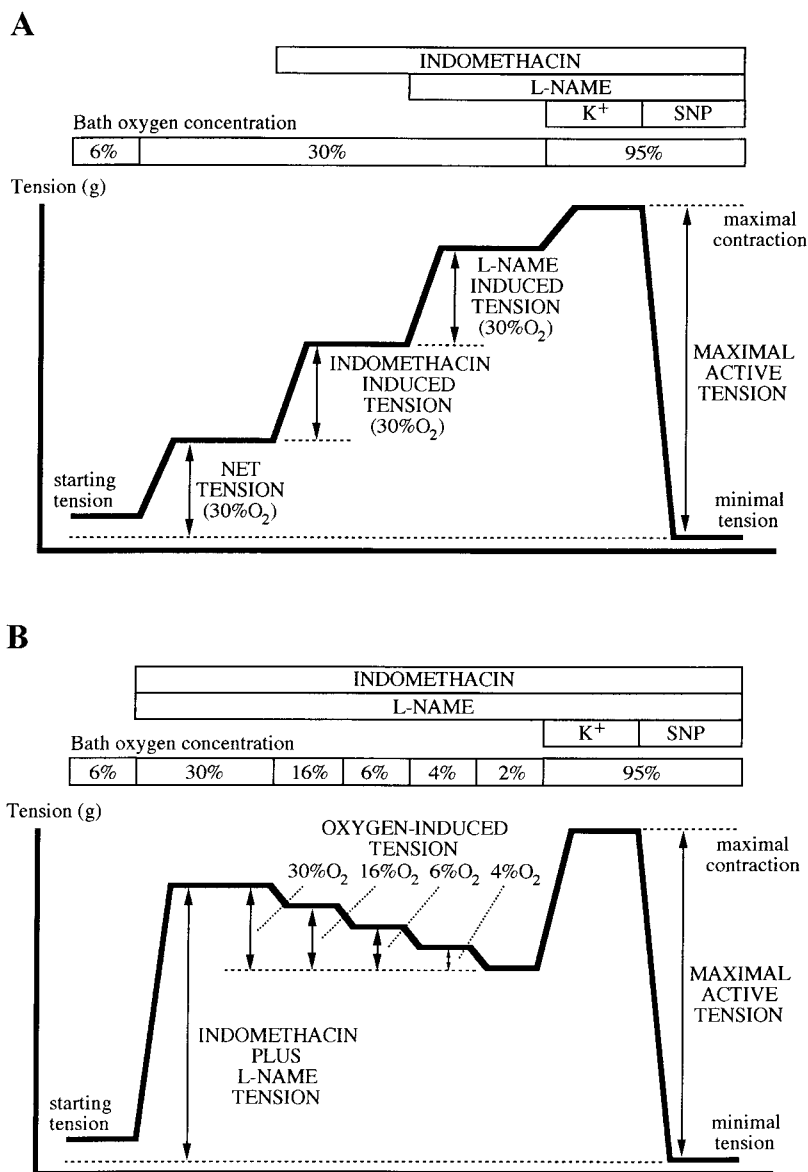 A
INDOMETHACIN
L-NAME
K+ SNP
Bath oxygen concentration
6% 30% 95%
Tension (g)
maximal
contraction
L-NAME
INDUCED
TENSION
(30%O2)
INDOMETHACIN
INDUCED
TENSION
(30%O2)
MAXIMAL
ACTIVE
TENSION
starting
tension
NET
TENSION
(30%O2)
minimal
tension
B
INDOMETHACIN
L-NAME
K+ SNP
Bath oxygen concentration
6% 30% 16% 6% 4% 2% 95%
Tension (g)
OXYGEN-INDUCED
TENSION
30%O2 16%O2 6%O2 4%O2
maximal
contraction
MAXIMAL
ACTIVE
TENSION
INDOMETHACIN
PLUS
L-NAME
TENSION
starting
tension
minimal
tension